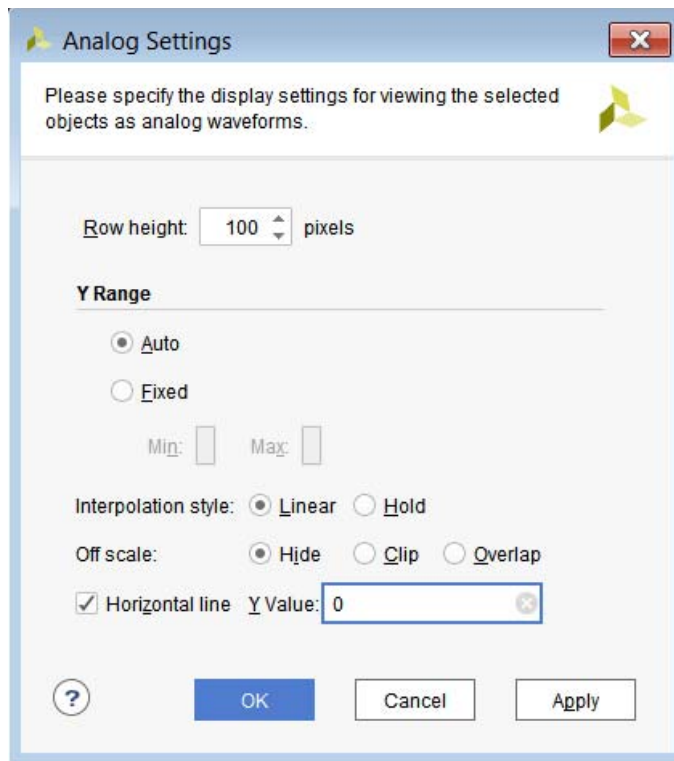 Analog Settings
Please specify the display settings for viewing the selected
objects as analog waveforms.
Row height: 100 pixels
Y Range
Auto
Fixed
Min: Max:
Interpolation style: Linear Hold
Off scale: Hide Clip Overlap
Horizontal line Y Value: 0
? OK Cancel Apply